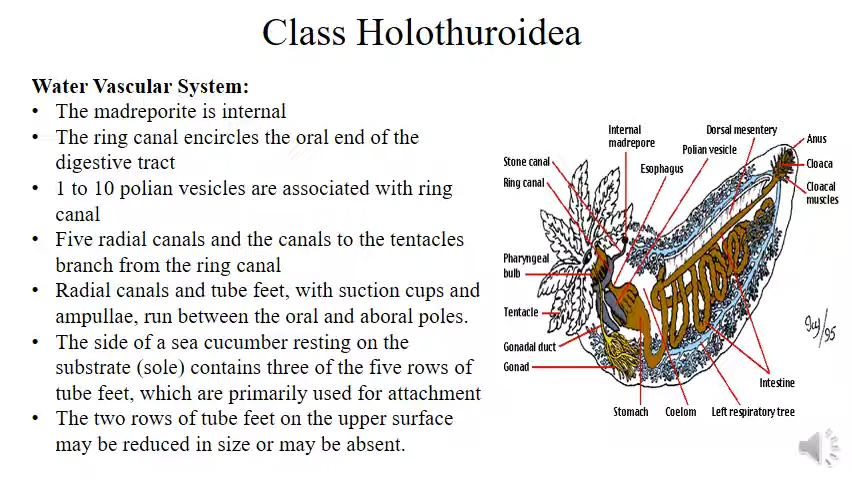 Class Holothuroidea
Water Vascular System:
• The madreporite is internal
• The ring canal encircles the oral end of the
digestive tract
• 1 to 10 polian vesicles are associated with ring
canal
• Five radial canals and the canals to the tentacles
branch from the ring canal
• Radial canals and tube feet, with suction cups and
ampullae, run between the oral and aboral poles.
• The side of a sea cucumber resting on the
substrate (sole) contains three of the five rows of
tube feet, which are primarily used for attachment
• The two rows of tube feet on the upper surface
may be reduced in size or may be absent.
Internal
madrepore
Dorsal mesentery
Anus
Polian vesicle
Stone canal
Esophagus
Cloaca
Ring canal
Cloacal
muscles
Pharyngeal
bulb
Tentacle
Gonadal duct
Gonad
Intestine
Stomach
Coelom
Left respiratory tree
/95